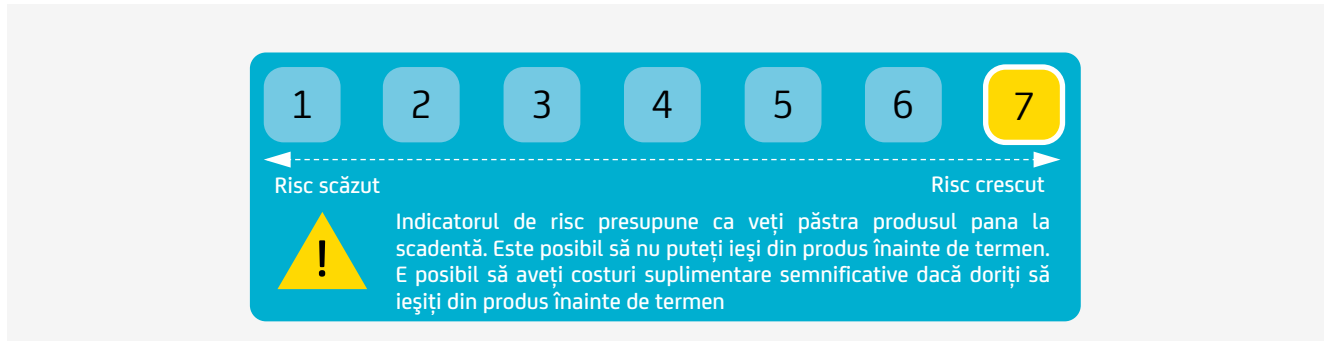 1 2 3 4 5 6 7
Risc scăzut Risc crescut
! Indicatorul de risc presupune ca veți păstra produsul pana la
scadentă. Este posibil să nu puteți ieşi din produs înainte de termen.
E posibil să aveți costuri suplimentare semnificative dacă doriți să
ieşiți din produs înainte de termen